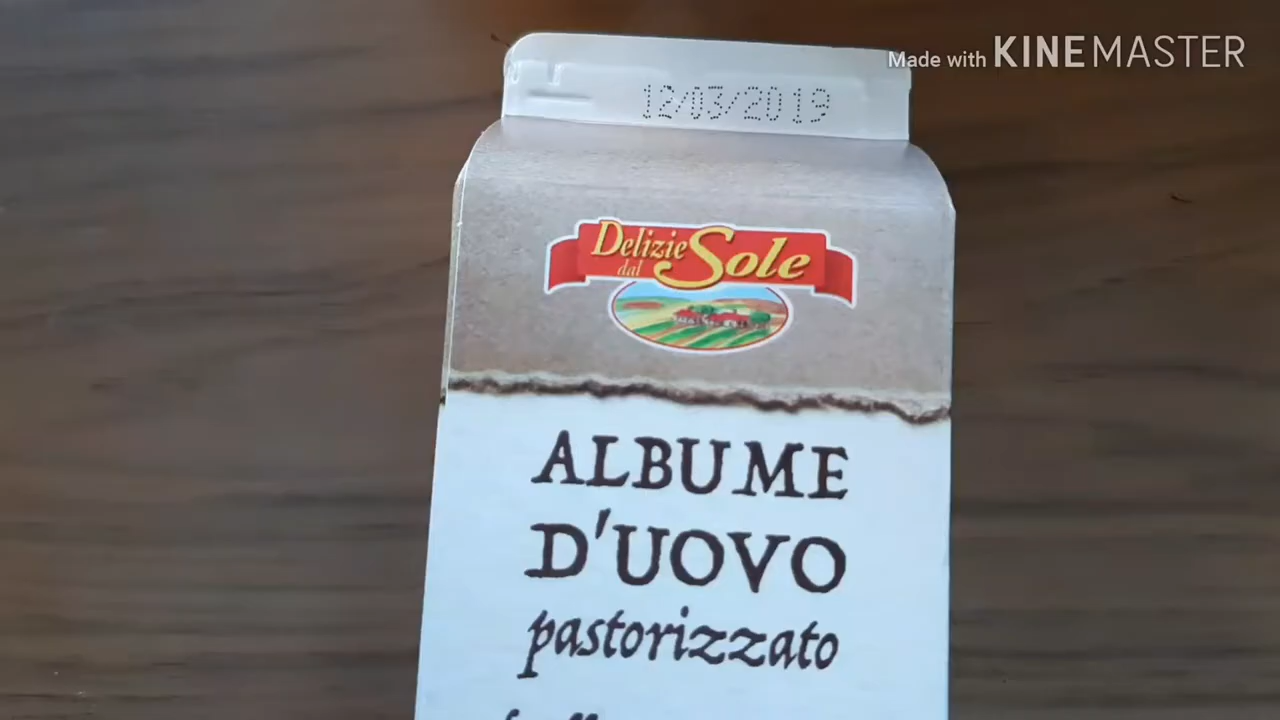 Made with KINEMASTER
12/03/2019
Delizie
dal Sole
ALBUME
D'UOVO
pastorizzato